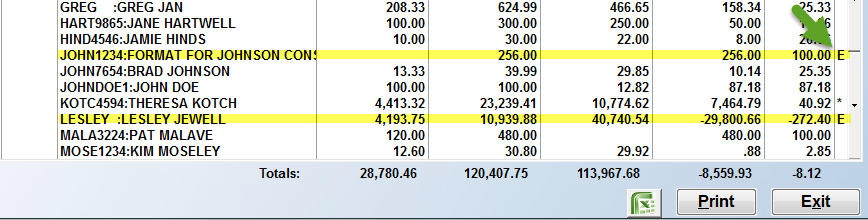 GREG :GREG JAN 208.33 624.99 466.65 158.34 25.33
HART9865:JANE HARTWELL 100.00 300.00 250.00 50.00
HIND4546:JAMIE HINDS 10.00 30.00 22.00 8.00
JOHN1234:FORMAT FOR JOHNSON CONS 256.00 256.00 100.00 E
JOHN7654:BRAD JOHNSON 13.33 39.99 29.85 10.14 25.35
JOHNDOE1:JOHN DOE 100.00 100.00 12.82 87.18 87.18
KOTC4594:THERESA KOTCH 4,413.32 23,239.41 10,774.62 7,464.79 40.92 *
LESLEY :LESLEY JEWELL 4,193.75 10,939.88 40,740.54 -29,800.66 -272.40 E
MALA3224:PAT MALAVE 120.00 480.00 480.00 100.00
MOSE1234:KIM MOSELEY 12.60 30.80 29.92 .88 2.85
Totals: 28,780.46 120,407.75 113,967.68 -8,559.93 -8.12
Print Exit